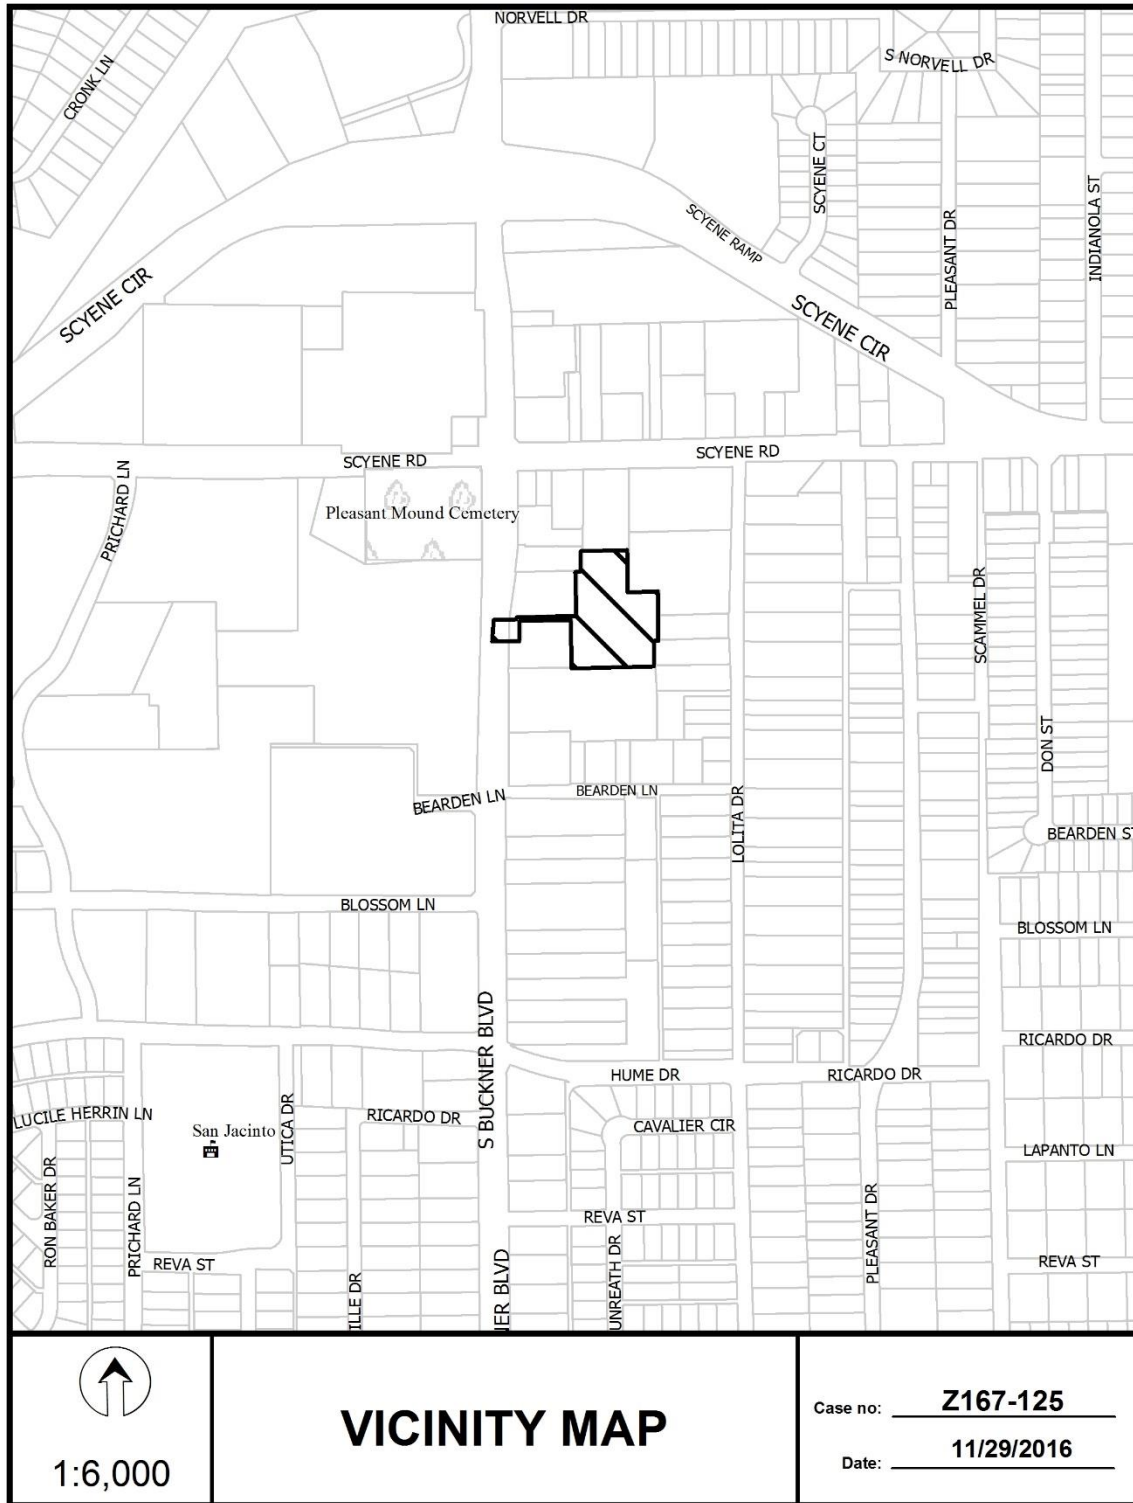 NORVELL DR
S NORVELL DR
CRONK LN
SCYENE CT
INDIANOLA ST
SCYENE RAMP
PLEASANT DR
SCYENE CIR
SCYENE CIR
SCYENE RD
SCYENE RD
PRICHARD LN
Pleasant Mound Cemetery
SCAMMEL DR
DON ST
BEARDEN LN
BEARDEN LN
LOLITA DR
BEARDEN S
BLOSSOM LN
BLOSSOM LN
S BUCKNER BLVD
RICARDO DR
HUME DR
RICARDO DR
LUCILE HERRIN LN
UTICA DR
RICARDO DR
CAVALIER CIR
San Jacinto
LAPANTO LN
RON BAKER DR
PRICHARD LN
REVA ST
PLEASANT DR
REVA ST
REVA ST
ILLE DR
NER BLVD
UNREATH DR
1:6,000
VICINITY MAP
Case no: Z167-125
Date: 11/29/2016